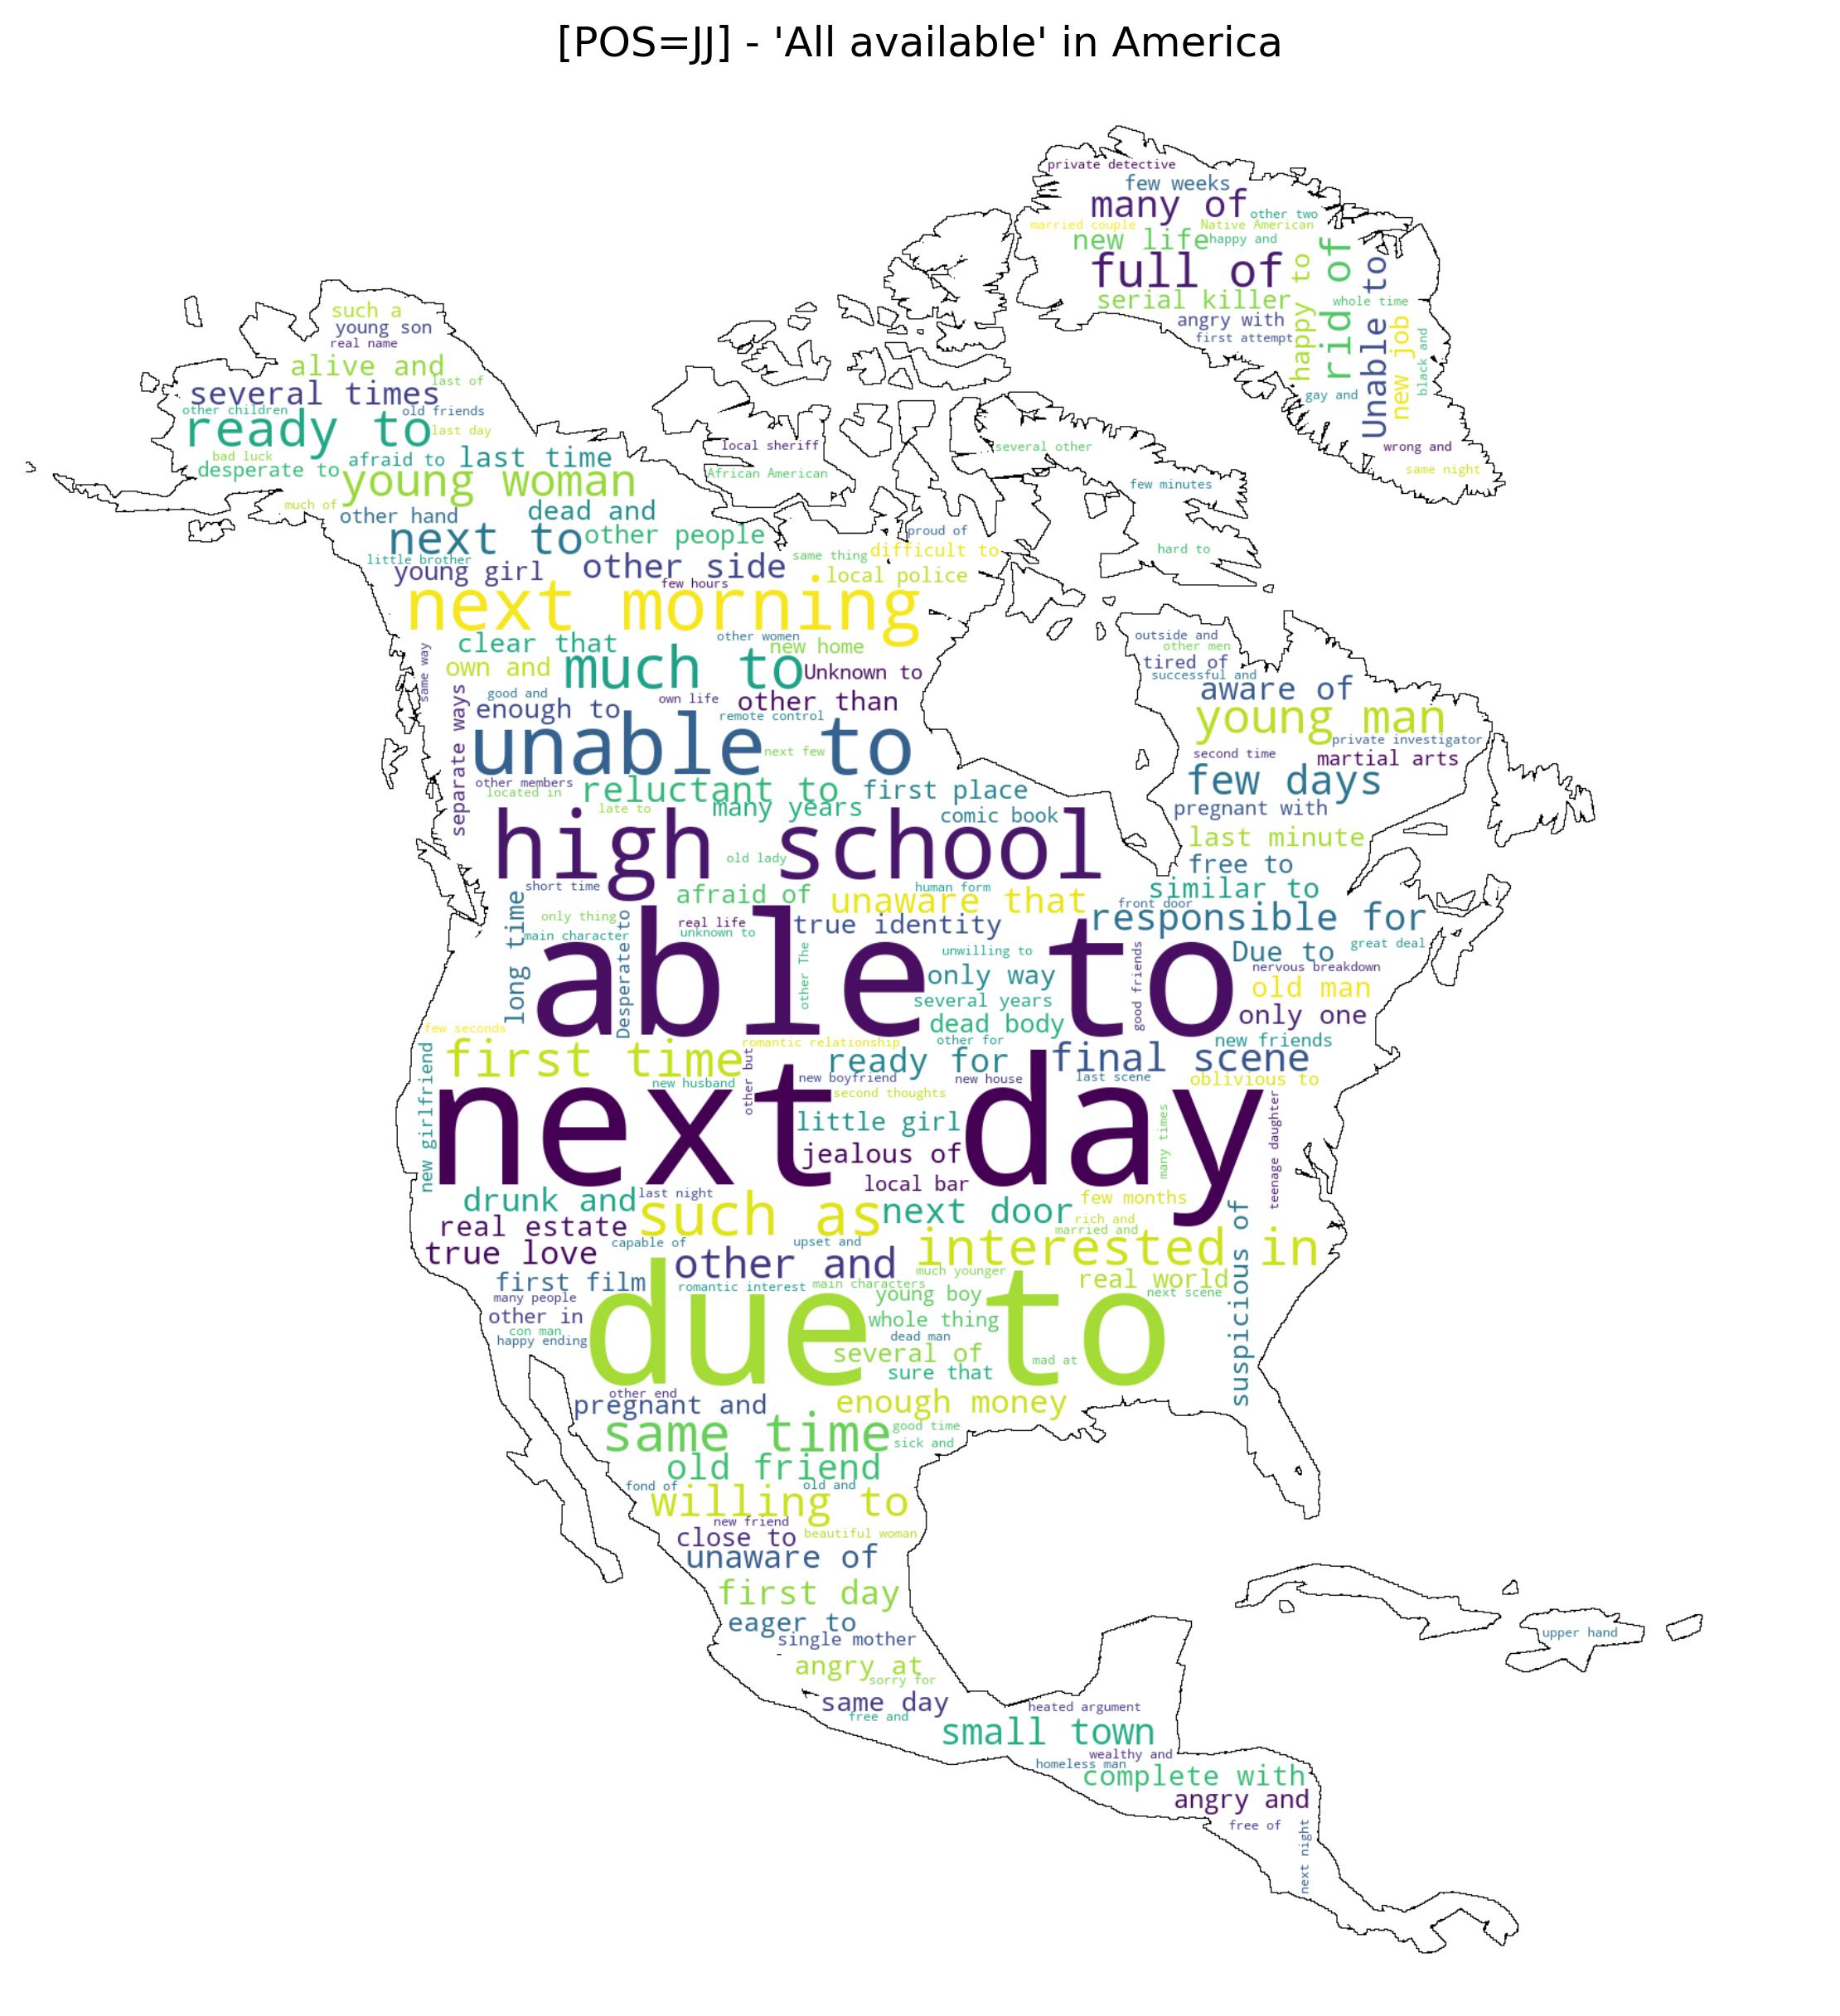 [POS=JJ] - 'All available' in America
private detective
few weeks
many of
other two
married couple
Native American
new life
happy and
full of
serial killer
whole time
angry with
first attempt
happy to
rid of
Unable to
new job
black and
gay and
wrong and
same night
such a
young son
real name
alive and
last of
several times
other children
old friends
ready to
last day
bad luck
desperate to
afraid to
last time
young woman
much of
other hand
dead and
local sheriff
African American
several other
few minutes
hard to
next to
other people
proud of
little brother
other side
same thing
difficult to
young girl
few hours
local police
next morning
clear that
other women
new home
same way
own and
much to
Unknown to
separate ways
good and
own life
other than
enough to
remote control
unable to
next few
other members
located in
reluctant to
first place
late to
many years
comic book
outside and
other men
tired of
successful and
aware of
young man
private investigator
second time
martial arts
few days
pregnant with
last minute
free to
high school
old lady
short time
human form
similar to
long time
afraid of
unaware that
front door
responsible for
only thing
real life
true identity
main character
unknown to
Desperate to
able to
other The
unwilling to
only way
several years
dead body
good friends
Due to
great deal
nervous breakdown
old man
only one
few seconds
new girlfriend
first time
romantic relationship
other for
new friends
ready for
final scene
new husband
other but
new boyfriend
new house
last scene
oblivious to
second thoughts
next day
little girl
many times
teenage daughter
jealous of
local bar
drunk and
last night
few months
such as
next door
rich and
married and
real estate
suspicious of
true love
capable of
upset and
interested in
other and
much younger
first film
romantic interest
main characters
real world
many people
young boy
next scene
other in
due to
whole thing
con man
dead man
happy ending
several of
mad at
sure that
other end
pregnant and
enough money
same time
good time
sick and
old friend
fond of
old and
willing to
new friend
close to
beautiful woman
unaware of
first day
eager to
single mother
angry at
sorry for
same day
free and
upper hand
heated argument
small town
wealthy and
homeless man
complete with
angry and
free of
next night